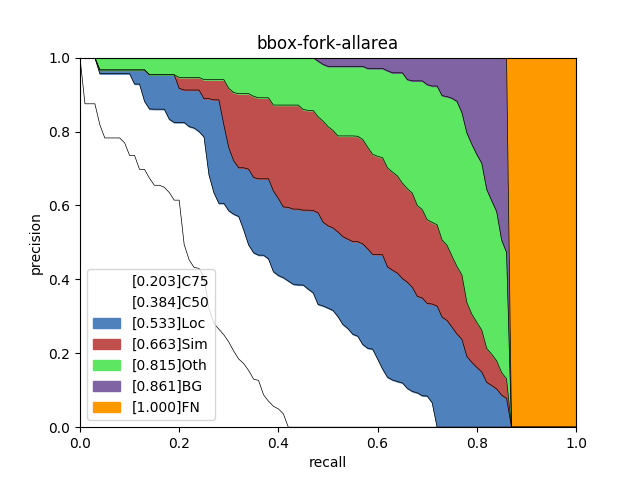 bbox-fork-allarea
precision
1.0
0.8
0.6
0.4
0.2
0.0
[0.203]C75
[0.384]C50
[0.533]Loc
[0.663]Sim
[0.815]Oth
[0.861]BG
[1.000]FN
0.0 0.2 0.4 0.6 0.8 1.0
recall